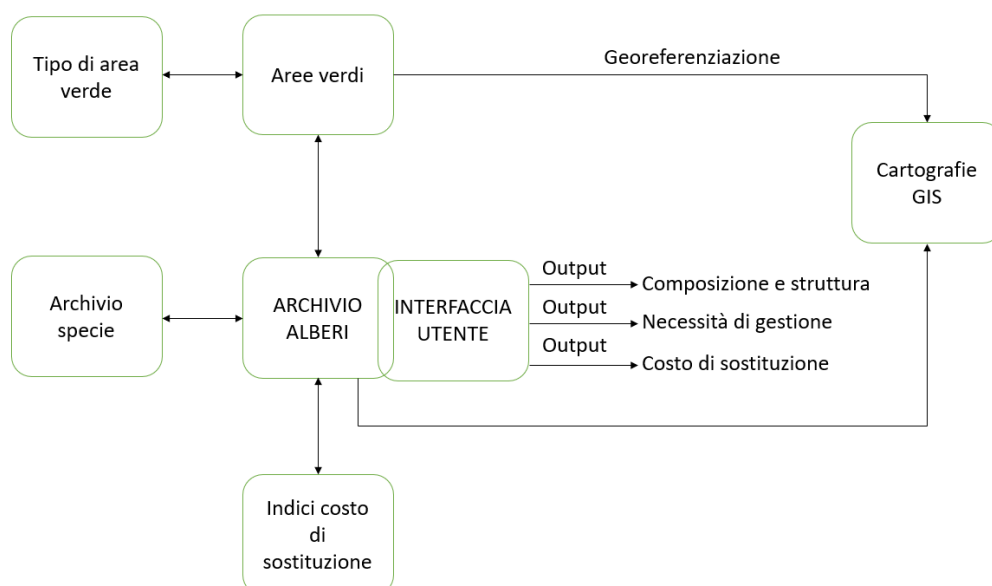 Tipo di area
verde
Aree verdi
Georeferenziazione
Cartografie
GIS
Archivio
specie
ARCHIVIO
ALBERI
INTERFACCIA
UTENTE
Output
Composizione e struttura
Output
Necessità di gestione
Output
Costo di sostituzione
Indici costo
di
sostituzione